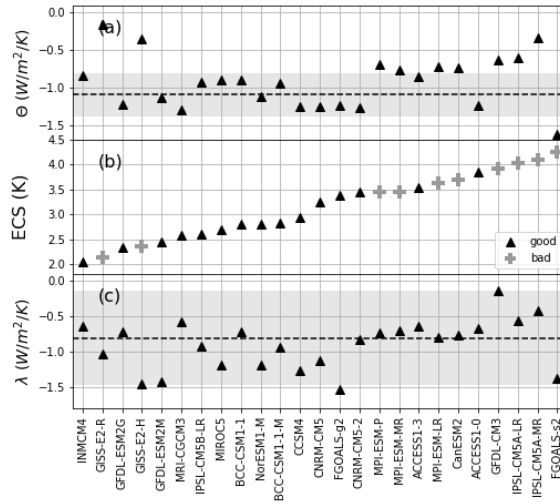 0.0
(a)
−0.5
−1.0
−1.5
Θ (W/m²/K)
4.5
(b)
4.0
3.5
3.0
2.5
2.0
ECS (K)
good
bad
0.0
(c)
−0.5
−1.0
−1.5
λ (W/m²/K)
INMCM4
GISS-E2-R
GFDL-ESM2G
GISS-E2-H
GFDL-ESM2M
MRI-CGCM3
IPSL-CM5B-LR
MIROC5
BCC-CSM1-1
NorESM1-M
BCC-CSM1-1-M
CCSM4
CNRM-CM5
FGOALS-g2
CNRM-CM5-2
MPI-ESM-P
MPI-ESM-MR
ACCESS1-3
MPI-ESM-LR
CanESM2
ACCESS1-0
GFDL-CM3
IPSL-CM5A-LR
IPSL-CM5A-MR
FGOALS-s2